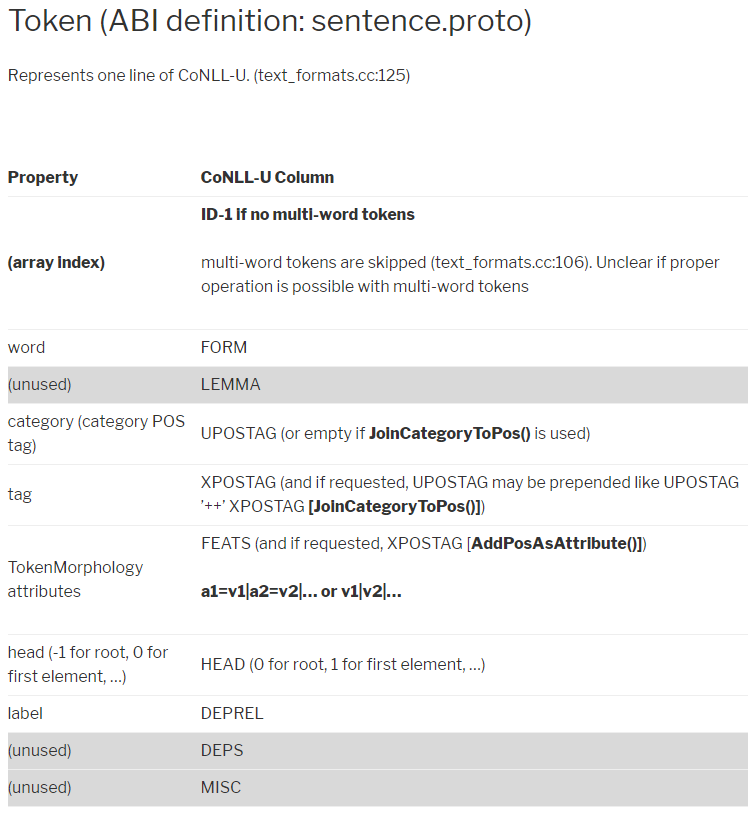 Token (ABI definition: sentence.proto)
Represents one line of CoNLL-U. (text_formats.cc:125)
Property CoNLL-U Column
ID-1 if no multi-word tokens
(array index) multi-word tokens are skipped (text_formats.cc:106). Unclear if proper
operation is possible with multi-word tokens
word FORM
(unused) LEMMA
category (category POS
tag)
UPOSTAG (or empty if JoinCategoryToPos() is used)
tag
XPOSTAG (and if requested, UPOSTAG may be prepended like UPOSTAG
'++' XPOSTAG [JoinCategoryToPos()])
TokenMorphology
attributes
FEATS (and if requested, XPOSTAG [AddPosAsAttribute()])
a1=v1|a2=v2|… or v1|v2|…
head (-1 for root, 0 for
first element, …)
HEAD (0 for root, 1 for first element, …)
label DEPREL
(unused) DEPS
(unused) MISC